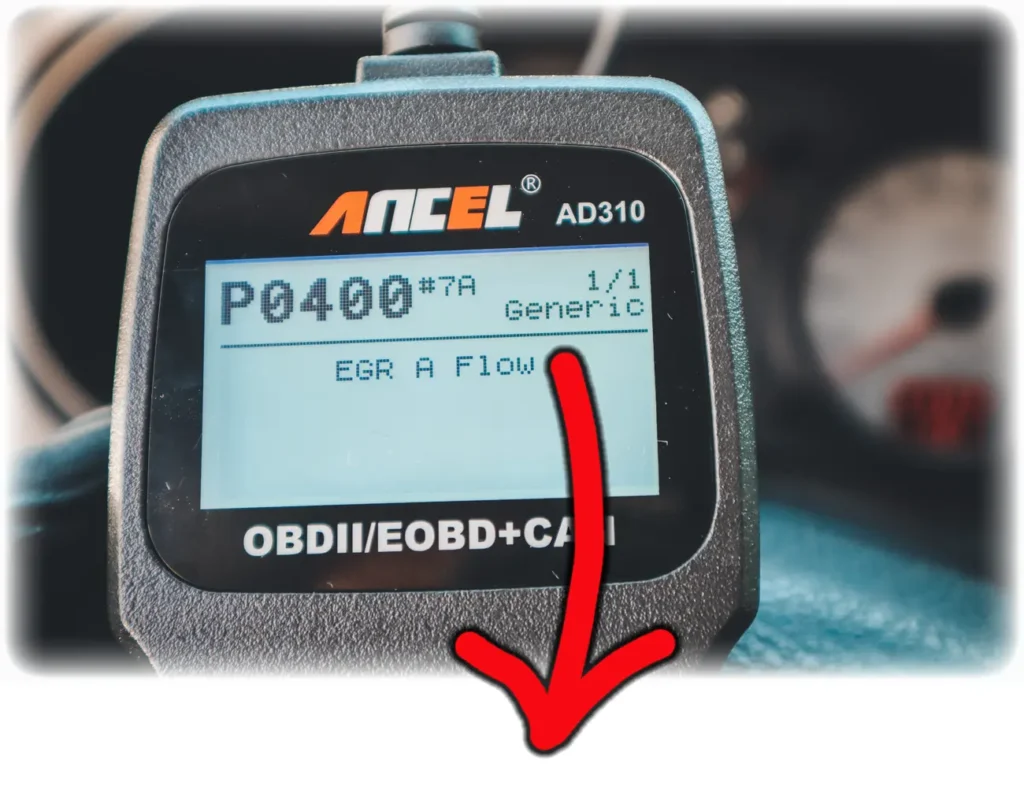 ANCEL® AD310
P0400 #7A 1/1
Generic
EGR A Flow
OBDII/EOBD+CAN